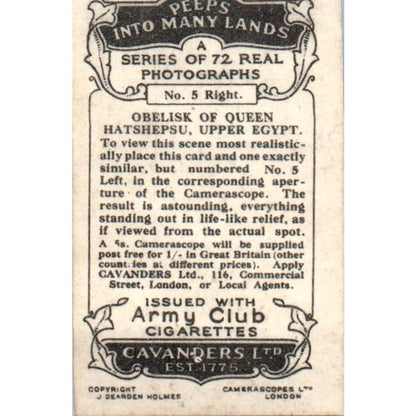 PEEPS
INTO MANY LANDS
A
SERIES OF 72 REAL
PHOTOGRAPHS
No. 5 Right.
OBELISK OF QUEEN
HATSHEPSU, UPPER EGYPT.
To view this scene most realistic-
ally place this card and one exactly
similar, but numbered No. 5
Left, in the corresponding aper-
ture of the Camerascope. The
result is astounding, everything
standing out in life-like relief, as
if viewed from the actual spot.
A s. Camerascope will be supplied
post free for 1/- in Great Britain (other
countries at different prices). Apply
CAVANDERS Ltd., 116, Commercial
Street, London, or Local Agents.
ISSUED WITH
Army Club
CIGARETTES
CAVANDERS LTD
EST. 1775
COPYRIGHT CAMERASCOPES LTD
J DEARDEN HOLMES LONDON